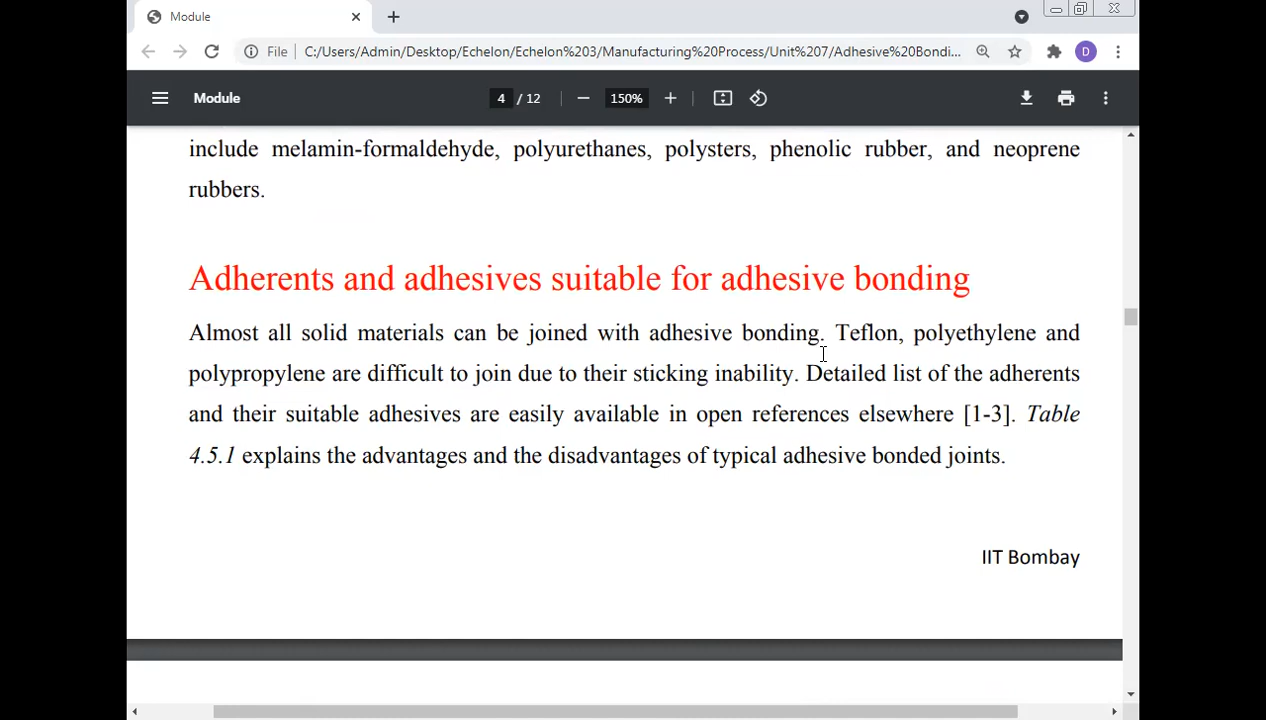 Module
File
C:/Users/Admin/Desktop/Echelon/Echelon%203/Manufacturing%20Process/Unit%207/Adhesive%20Bondi...
D
Module
4 / 12
150%
include melamin-formaldehyde, polyurethanes, polysters, phenolic rubber, and neoprene
rubbers.
Adherents and adhesives suitable for adhesive bonding
Almost all solid materials can be joined with adhesive bonding. Teflon, polyethylene and
polypropylene are difficult to join due to their sticking inability. Detailed list of the adherents
and their suitable adhesives are easily available in open references elsewhere [1-3]. Table
4.5.1 explains the advantages and the disadvantages of typical adhesive bonded joints.
IIT Bombay